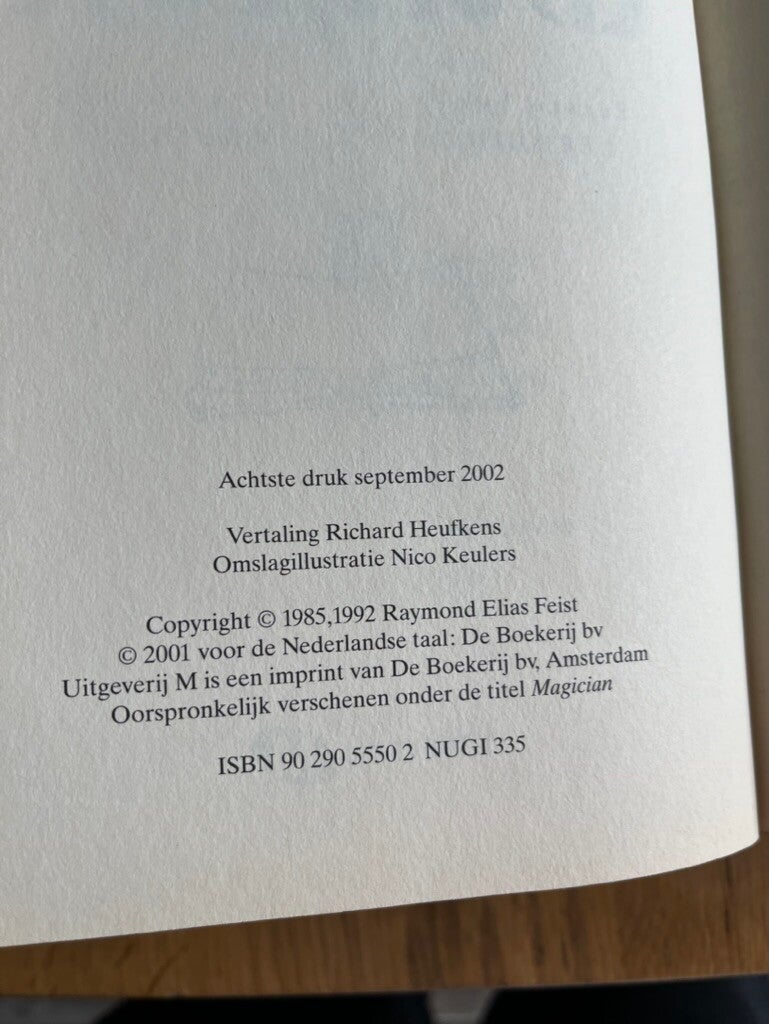 Achtste druk september 2002
Vertaling Richard Heufkens
Omslagillustratie Nico Keulers
Copyright © 1985,1992 Raymond Elias Feist
© 2001 voor de Nederlandse taal: De Boekerij bv
Uitgeverij M is een imprint van De Boekerij bv, Amsterdam
Oorspronkelijk verschenen onder de titel Magician
ISBN 90 290 5550 2 NUGI 335